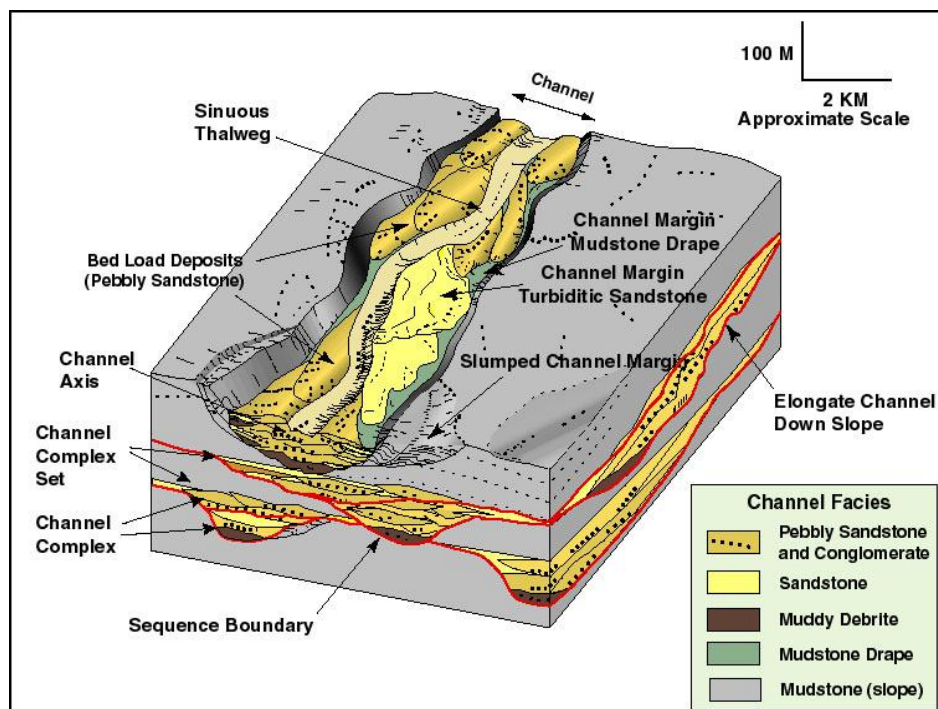 100 M
2 KM
Approximate Scale
Channel
Sinuous
Thalweg
Channel Margin
Mudstone Drape
Bed Load Deposits
(Pebbly Sandstone)
Channel Margin
Turbiditic Sandstone
Channel
Axis
Slumped Channel Margin
Elongate Channel
Down Slope
Channel
Complex
Set
Channel
Complex
Sequence Boundary
Channel Facies
Pebbly Sandstone
and Conglomerate
Sandstone
Muddy Debrite
Mudstone Drape
Mudstone (slope)